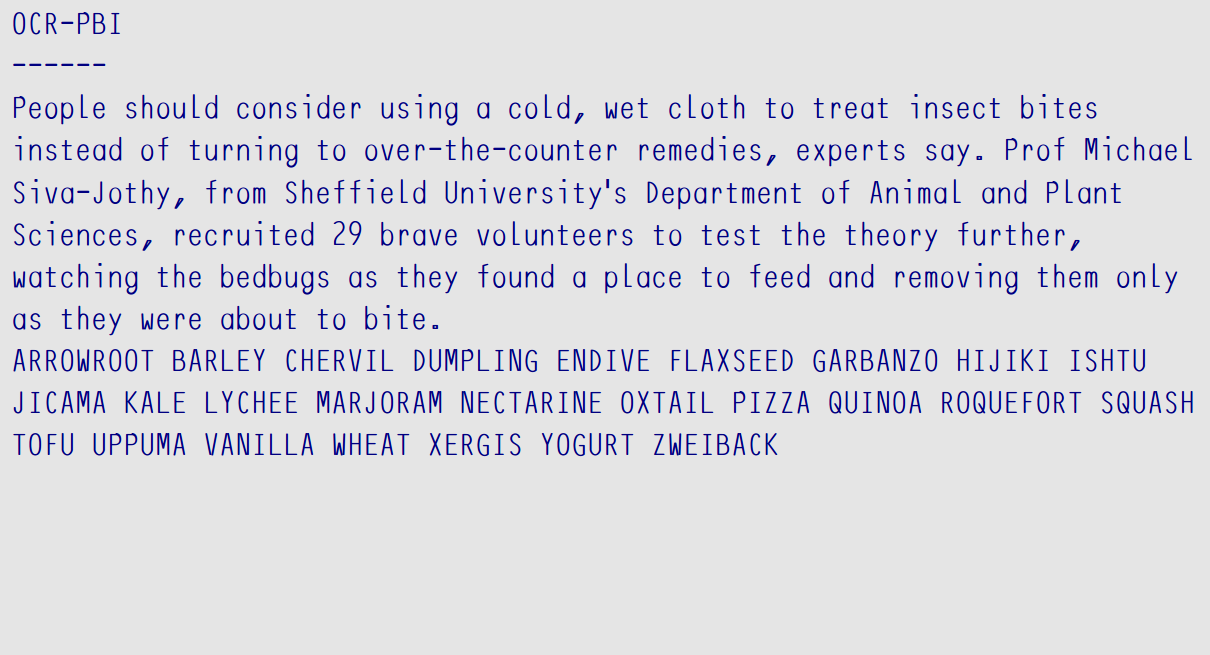 OCR-PBI
------
People should consider using a cold, wet cloth to treat insect bites
instead of turning to over-the-counter remedies, experts say. Prof Michael
Siva-Jothy, from Sheffield University's Department of Animal and Plant
Sciences, recruited 29 brave volunteers to test the theory further,
watching the bedbugs as they found a place to feed and removing them only
as they were about to bite.
ARROWROOT BARLEY CHERVIL DUMPLING ENDIVE FLAXSEED GARBANZO HIJIKI ISHTU
JICAMA KALE LYCHEE MARJORAM NECTARINE OXTAIL PIZZA QUINOA ROQUEFORT SQUASH
TOFU UPPUMA VANILLA WHEAT XERGIS YOGURT ZWEIBACK